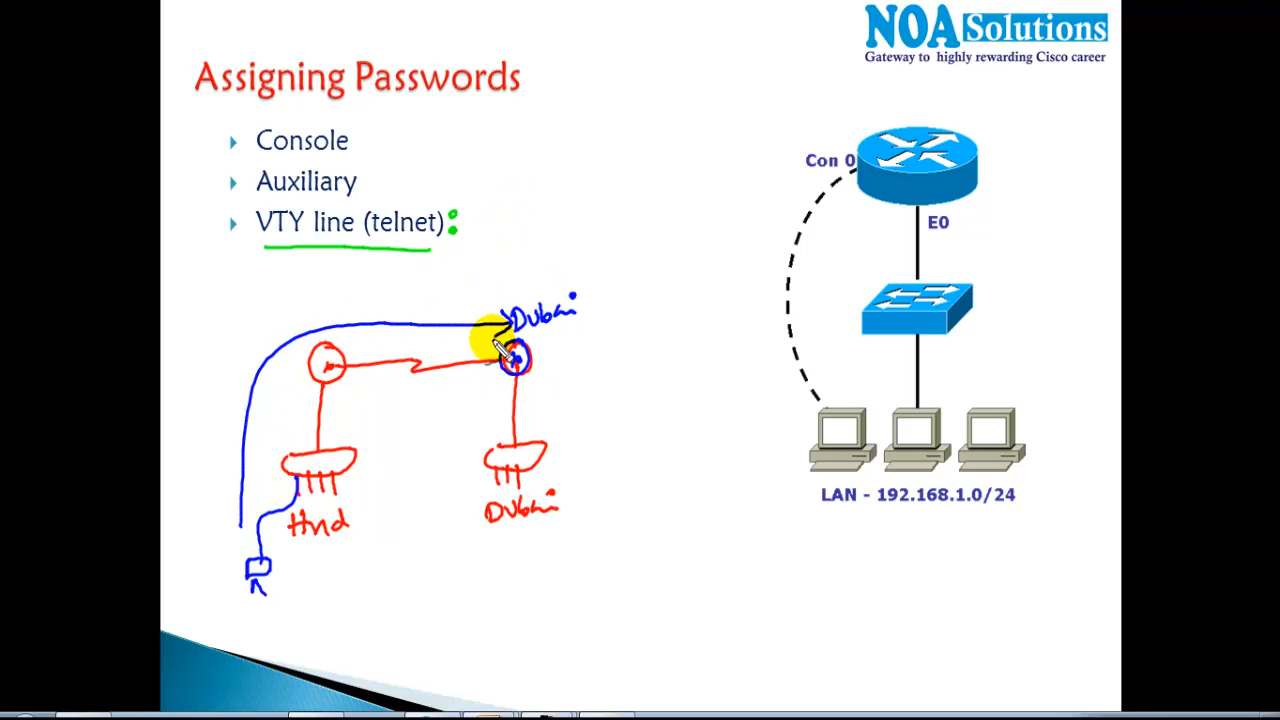 NOA Solutions
Gateway to highly rewarding Cisco career
Assigning Passwords
Console
Auxiliary
VTY line (telnet)
Con 0
E0
Dubai
Hnd
Dubai
LAN - 192.168.1.0/24